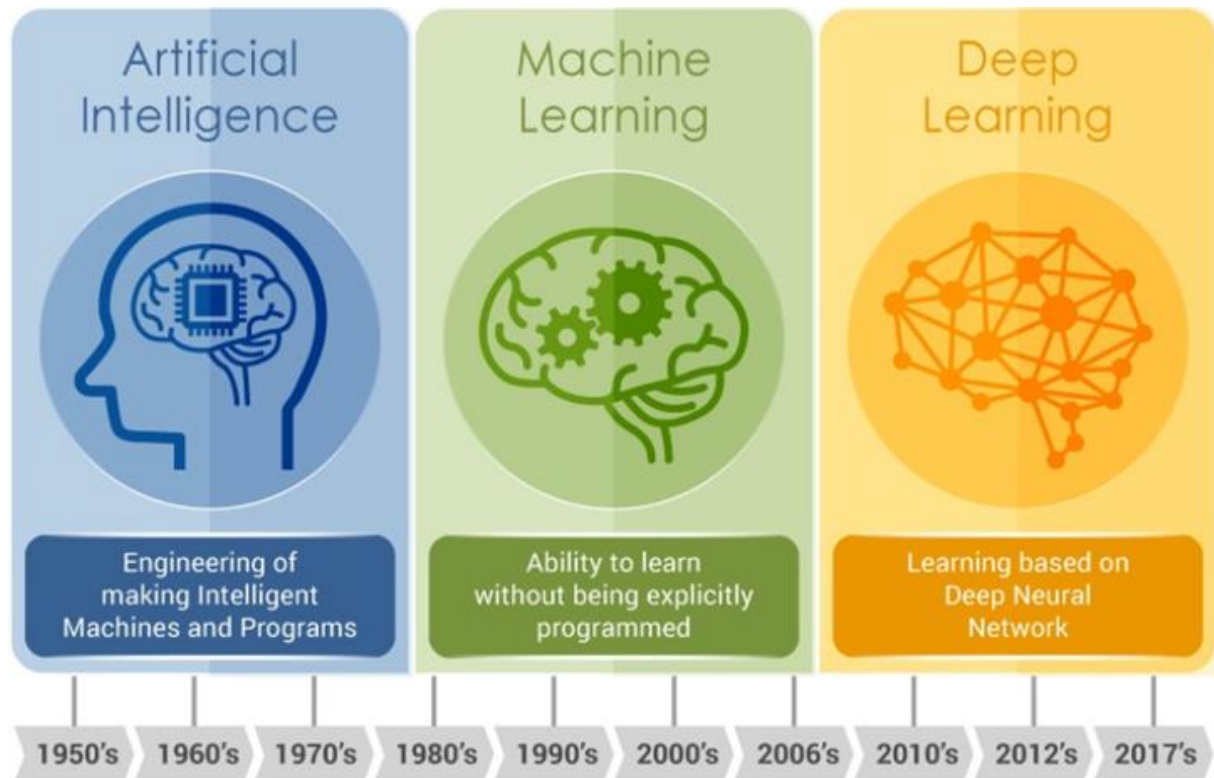 Artificial
Intelligence
Machine
Learning
Deep
Learning
Engineering of
making Intelligent
Machines and Programs
Ability to learn
without being explicitly
programmed
Learning based on
Deep Neural
Network
1950's
1960's
1970's
1980's
1990's
2000's
2006's
2010's
2012's
2017's